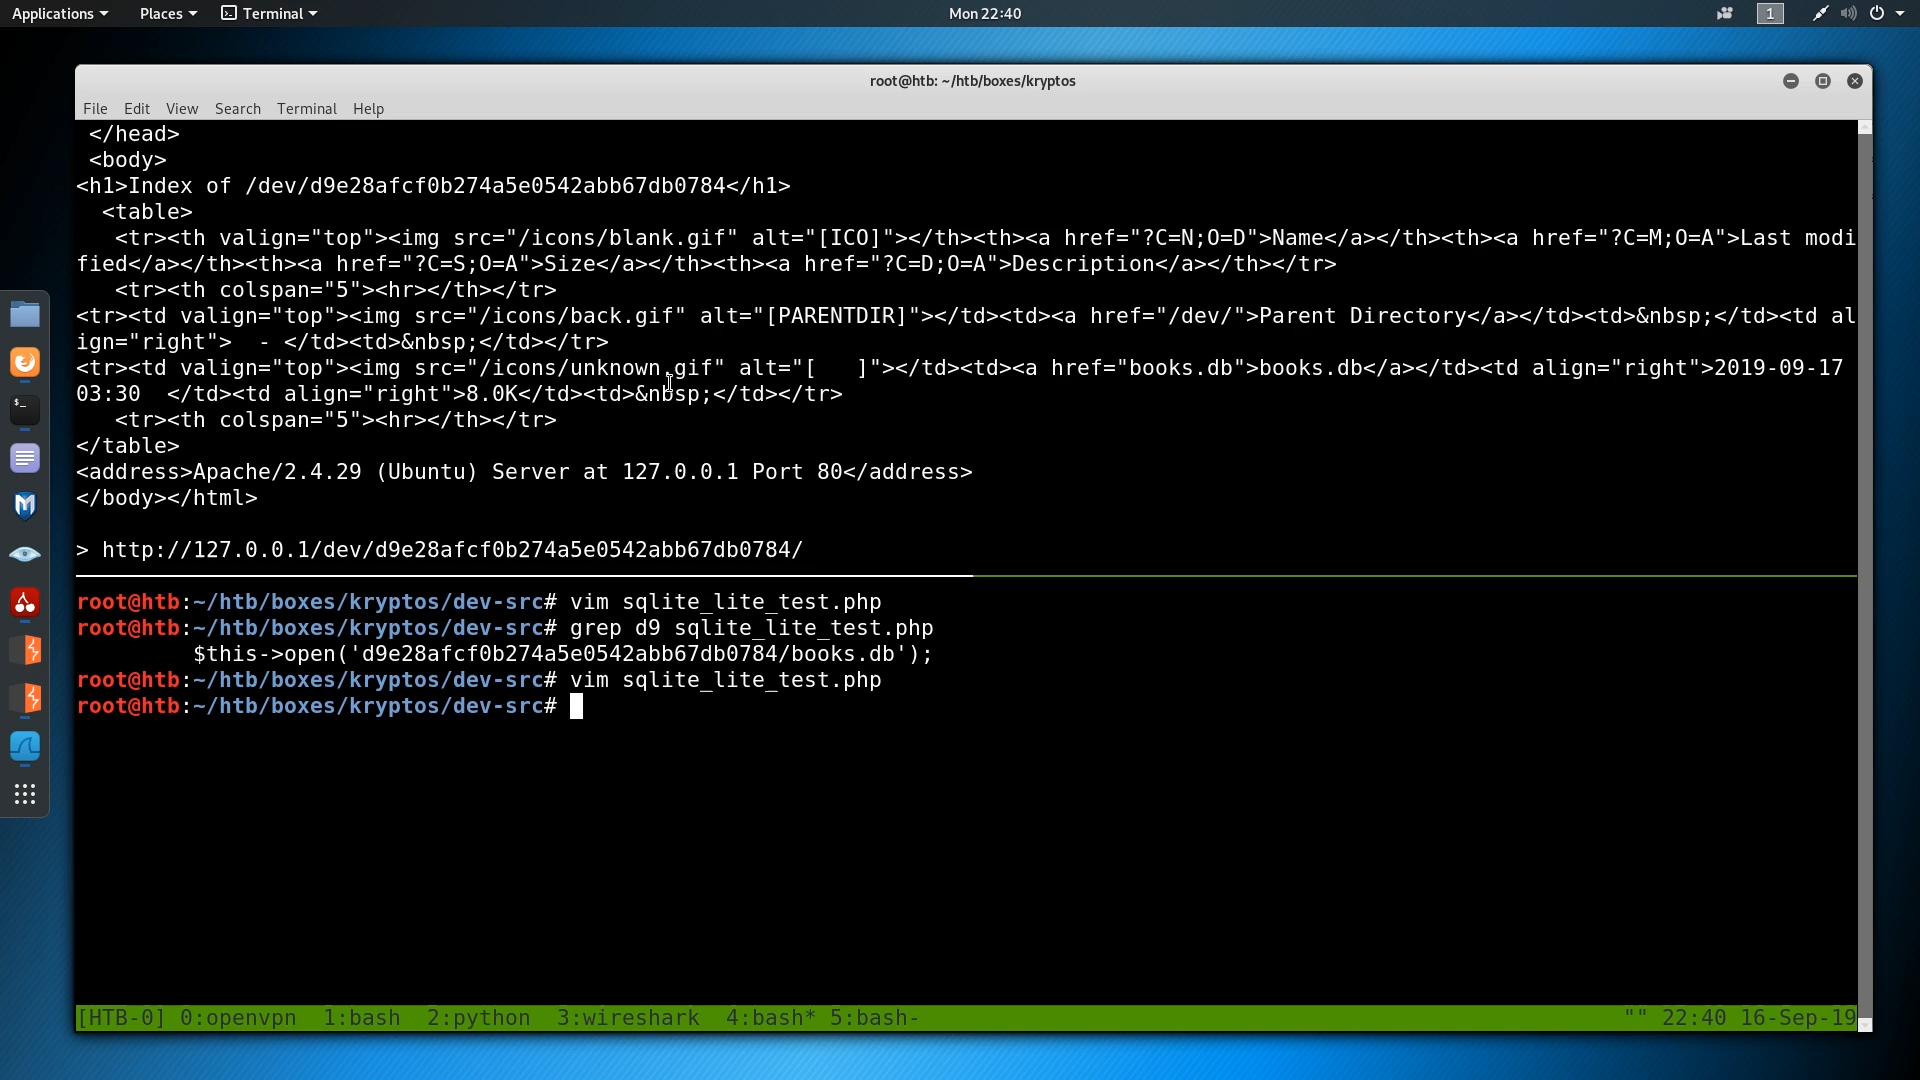 Applications Places Terminal Mon 22:40 1
root@htb: ~/htb/boxes/kryptos
File Edit View Search Terminal Help
</head>
<body>
<h1>Index of /dev/d9e28afcf0b274a5e0542abb67db0784</h1>
<table>
<tr><th valign="top"><img src="/icons/blank.gif" alt="[ICO]"></th><th><a href="?C=N;O=D">Name</a></th><th><a href="?C=M;O=A">Last modi
fied</a></th><th><a href="?C=S;O=A">Size</a></th><th><a href="?C=D;O=A">Description</a></th></tr>
<tr><th colspan="5"><hr></th></tr>
<tr><td valign="top"><img src="/icons/back.gif" alt="[PARENTDIR]"></td><td><a href="/dev/">Parent Directory</a></td><td>&nbsp;</td><td al
ign="right">  - </td><td>&nbsp;</td></tr>
<tr><td valign="top"><img src="/icons/unknown.gif" alt="[   ]"></td><td><a href="books.db">books.db</a></td><td align="right">2019-09-17
03:30  </td><td align="right">8.0K</td><td>&nbsp;</td></tr>
<tr><th colspan="5"><hr></th></tr>
</table>
<address>Apache/2.4.29 (Ubuntu) Server at 127.0.0.1 Port 80</address>
</body></html>
> http://127.0.0.1/dev/d9e28afcf0b274a5e0542abb67db0784/
root@htb:~/htb/boxes/kryptos/dev-src# vim sqlite_lite_test.php
root@htb:~/htb/boxes/kryptos/dev-src# grep d9 sqlite_lite_test.php
$this->open('d9e28afcf0b274a5e0542abb67db0784/books.db');
root@htb:~/htb/boxes/kryptos/dev-src# vim sqlite_lite_test.php
root@htb:~/htb/boxes/kryptos/dev-src#
[HTB-0] 0:openvpn  1:bash  2:python  3:wireshark  4:bash* 5:bash- "" 22:40 16-Sep-19